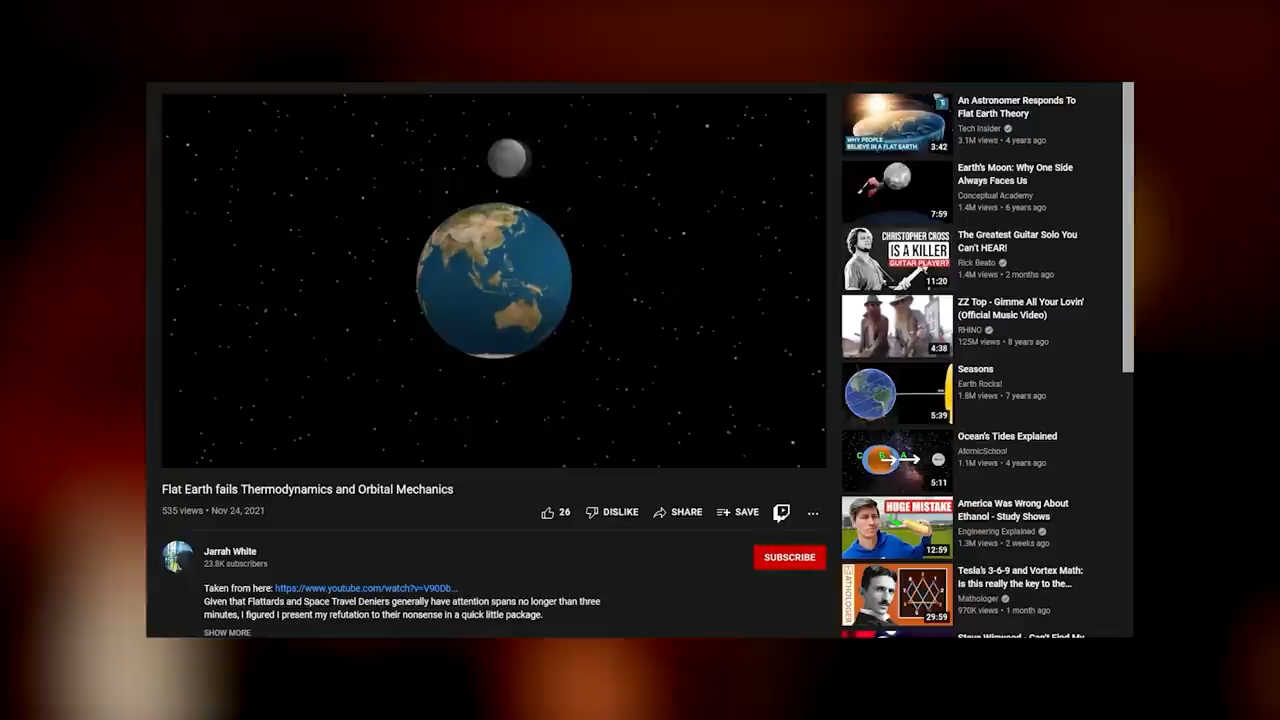 Flat Earth fails Thermodynamics and Orbital Mechanics
535 views • Nov 24, 2021
26
DISLIKE
SHARE
SAVE
Jarrah White
23.8K subscribers
SUBSCRIBE
Taken from here: https://www.youtube.com/watch?v=V90Db...
Given that Flattards and Space Travel Deniers generally have attention spans no longer than three
minutes, I figured I present my refutation to their nonsense in a quick little package.
SHOW MORE
WHY PEOPLE
BELIEVE IN A FLAT EARTH
3:42
An Astronomer Responds To
Flat Earth Theory
Tech Insider
3.1M views • 4 years ago
7:59
Earth's Moon: Why One Side
Always Faces Us
Conceptual Academy
1.4M views • 6 years ago
CHRISTOPHER CROSS
IS A KILLER
GUITAR PLAYER?
11:20
The Greatest Guitar Solo You
Can't HEAR!
Rick Beato
1.4M views • 2 months ago
4:38
ZZ Top - Gimme All Your Lovin'
(Official Music Video)
RHINO
125M views • 8 years ago
5:39
Seasons
Earth Rocks!
1.8M views • 7 years ago
C B A
5:11
Ocean's Tides Explained
AtomicSchool
1.1M views • 4 years ago
HUGE MISTAKE
12:59
America Was Wrong About
Ethanol - Study Shows
Engineering Explained
1.3M views • 2 weeks ago
MATHOLOGER
29:59
Tesla's 3-6-9 and Vortex Math:
Is this really the key to the...
Mathologer
970K views • 1 month ago
Steve Winwood - Can't Find My